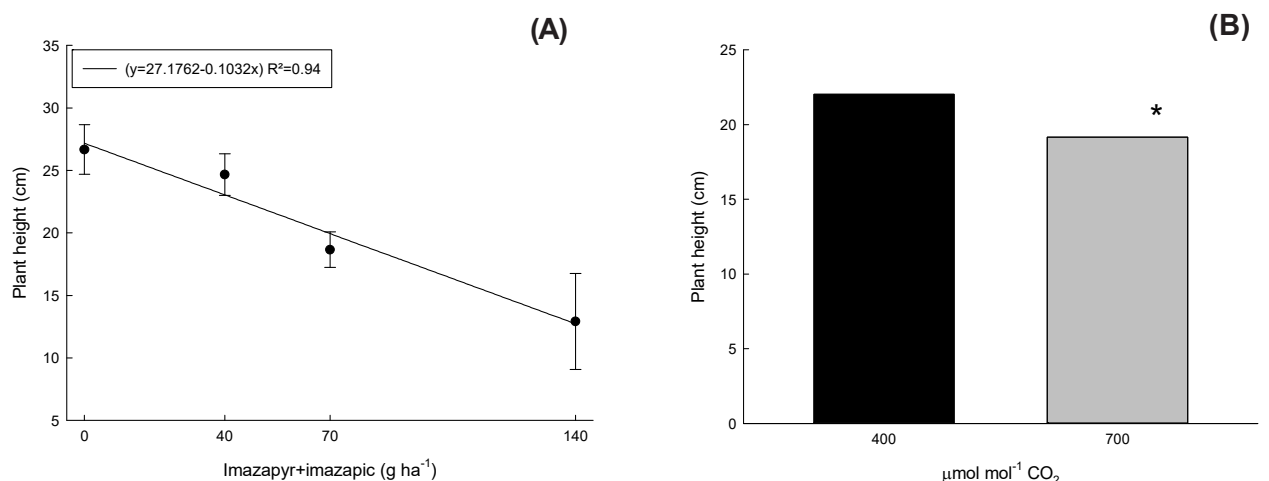 (A)
35
30
25
20
15
10
5
Plant height (cm)
(y=27.1762-0.1032x) R²=0.94
0 40 70 140
Imazapyr+imazapic (g ha⁻¹)
(B)
25
20
15
10
5
0
Plant height (cm)
*
400 700
µmol mol⁻¹ CO₂